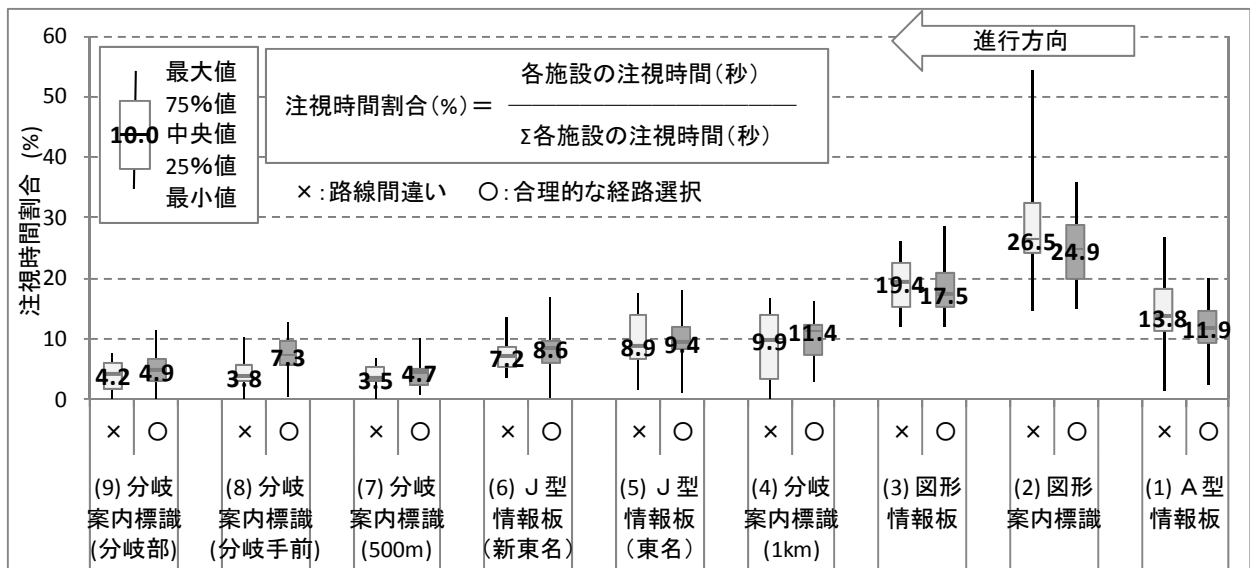 注視時間割合 (%)
60
50
40
30
20
10
0
最大値
75%値
10.0 中央値
25%値
最小値
注視時間割合(%)＝ 各施設の注視時間(秒)
Σ各施設の注視時間(秒)
×：路線間違い ○：合理的な経路選択
進行方向
4.2 4.9 3.8 7.3 3.5 4.7 7.2 8.6 8.9 9.4 9.9 11.4 19.4 17.5 26.5 24.9 13.8 11.9
× ○ × ○ × ○ × ○ × ○ × ○ × ○ × ○ × ○
(9) 分岐
案内標識
(分岐部)
(8) 分岐
案内標識
(分岐手前)
(7) 分岐
案内標識
(500m)
(6) Ｊ型
情報板
（新東名）
(5) Ｊ型
情報板
（東名）
(4) 分岐
案内標識
(1km)
(3) 図形
情報板
(2) 図形
案内標識
(1) Ａ型
情報板